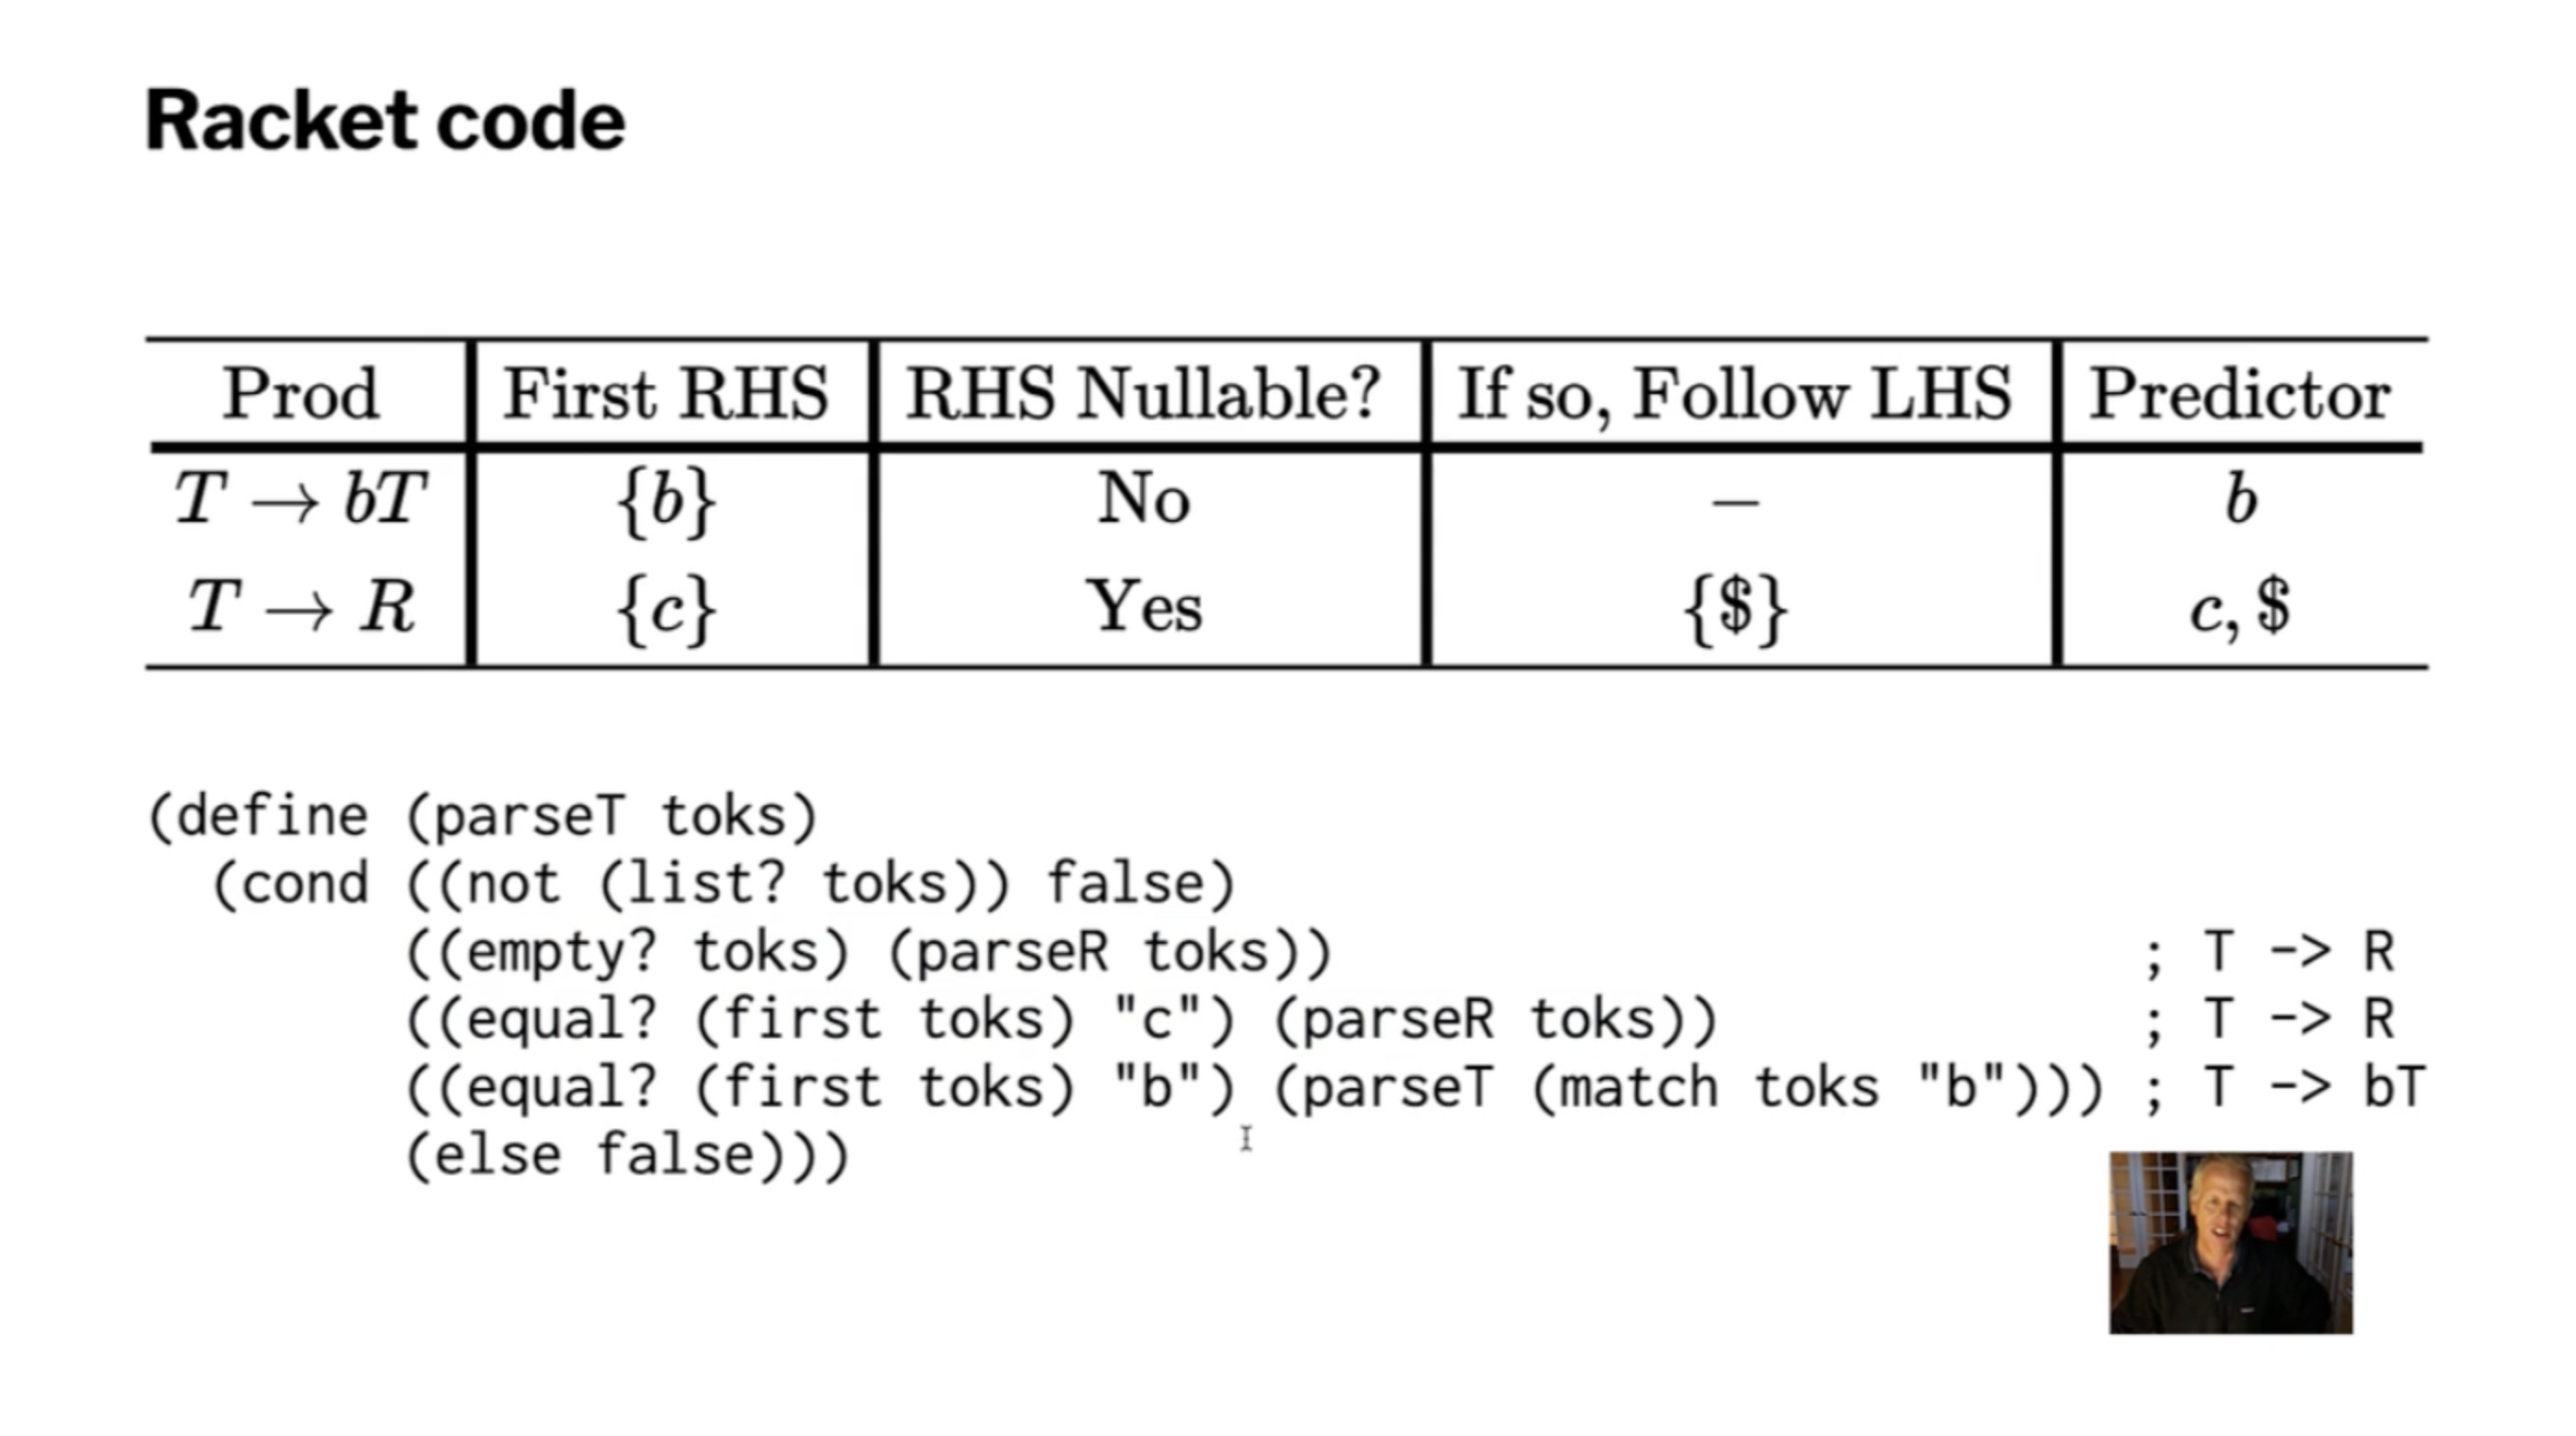 Racket code
Prod First RHS RHS Nullable? If so, Follow LHS Predictor
T → bT {b} No – b
T → R {c} Yes {$} c, $
(define (parseT toks)
  (cond ((not (list? toks)) false)
        ((empty? toks) (parseR toks)) ; T -> R
        ((equal? (first toks) "c") (parseR toks)) ; T -> R
        ((equal? (first toks) "b") (parseT (match toks "b"))) ; T -> bT
        (else false)))